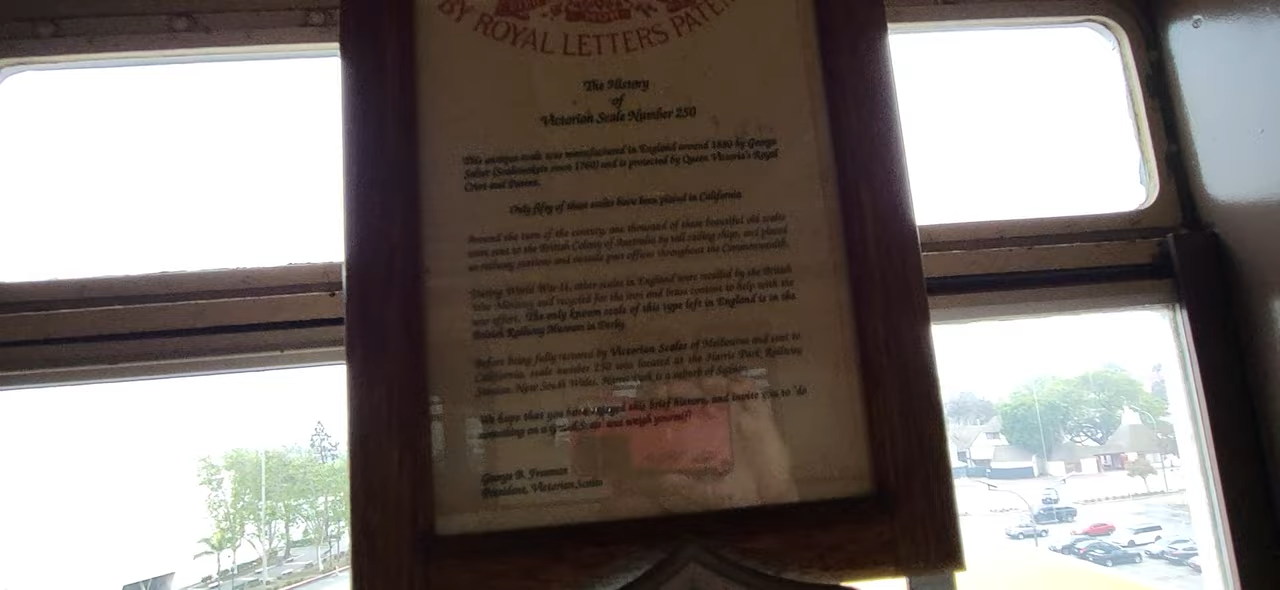 BY ROYAL LETTERS PATENT
The History
of
Victorian Scale Number 250
This antique scale was manufactured in England around 1880 by George
Salter (Scalemakers since 1760) and is protected by Queen Victoria's Royal
Crest and Patent.
Only fifty of these scales have been placed in California.
Around the turn of the century, one thousand of these beautiful old scales
were sent to the British Colony of Australia by tall sailing ships, and placed
on railway stations and outside post offices throughout the Commonwealth.
During World War II, other scales in England were recalled by the British
War Ministry and recycled for the iron and brass content to help with the
war effort. The only known scale of this type left in England is in the
British Railway Museum in Derby.
Before being fully restored by Victorian Scales of Melbourne and sent to
California, scale number 250 was located at the Harris Park Railway
Station, New South Wales. Harris Park is a suburb of Sydney.
We hope that you have enjoyed this brief history, and invite you to "do
something on a Grand Scale" and weigh yourself!
George B. Freeman
President, Victorian Scales